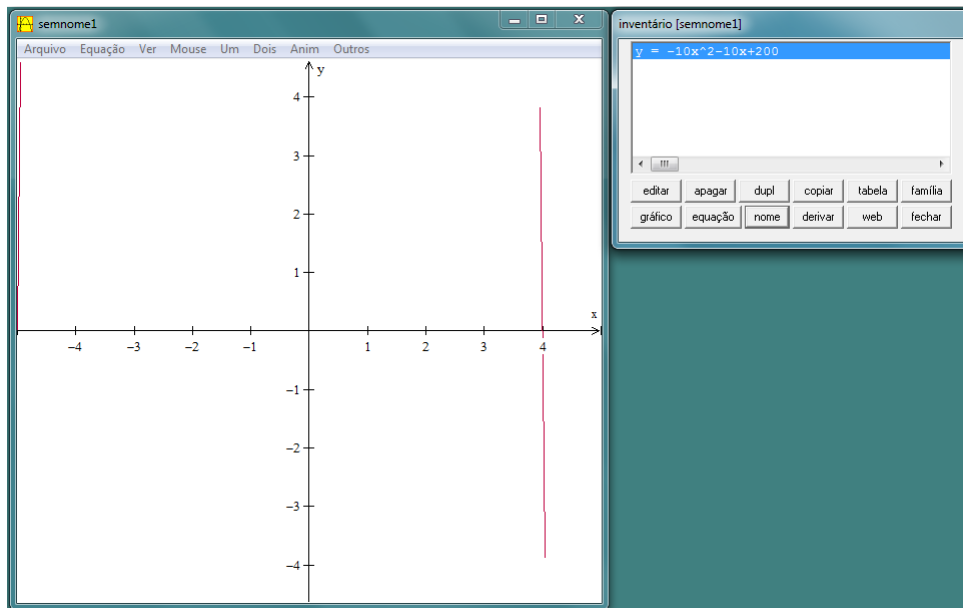 semnome1
Arquivo Equação Ver Mouse Um Dois Anim Outros
y
4
3
2
1
x
−4 −3 −2 −1 1 2 3 4
−1
−2
−3
−4
inventário [semnome1]
y = -10x^2-10x+200
editar apagar dupl copiar tabela família
gráfico equação nome derivar web fechar